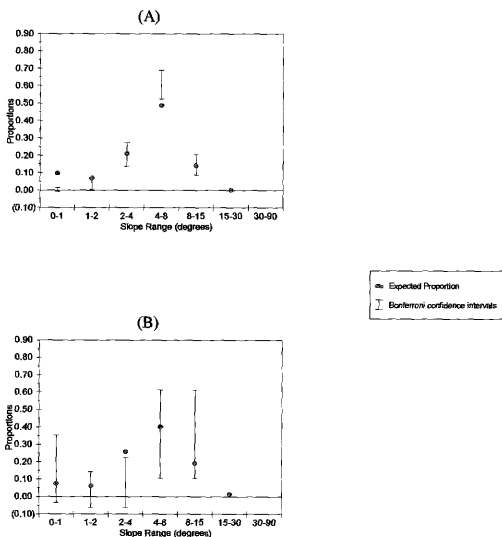 (A)
0.90
0.80
0.70
0.60
0.50
0.40
0.30
0.20
0.10
0.00
(0.10)
Proportions
0-1 1-2 2-4 4-8 8-15 15-30 30-90
Slope Range (degrees)
Expected Proportion
Bonferroni confidence intervals
(B)
0.90
0.80
0.70
0.60
0.50
0.40
0.30
0.20
0.10
0.00
(0.10)
Proportions
0-1 1-2 2-4 4-8 8-15 15-30 30-90
Slope Range (degrees)